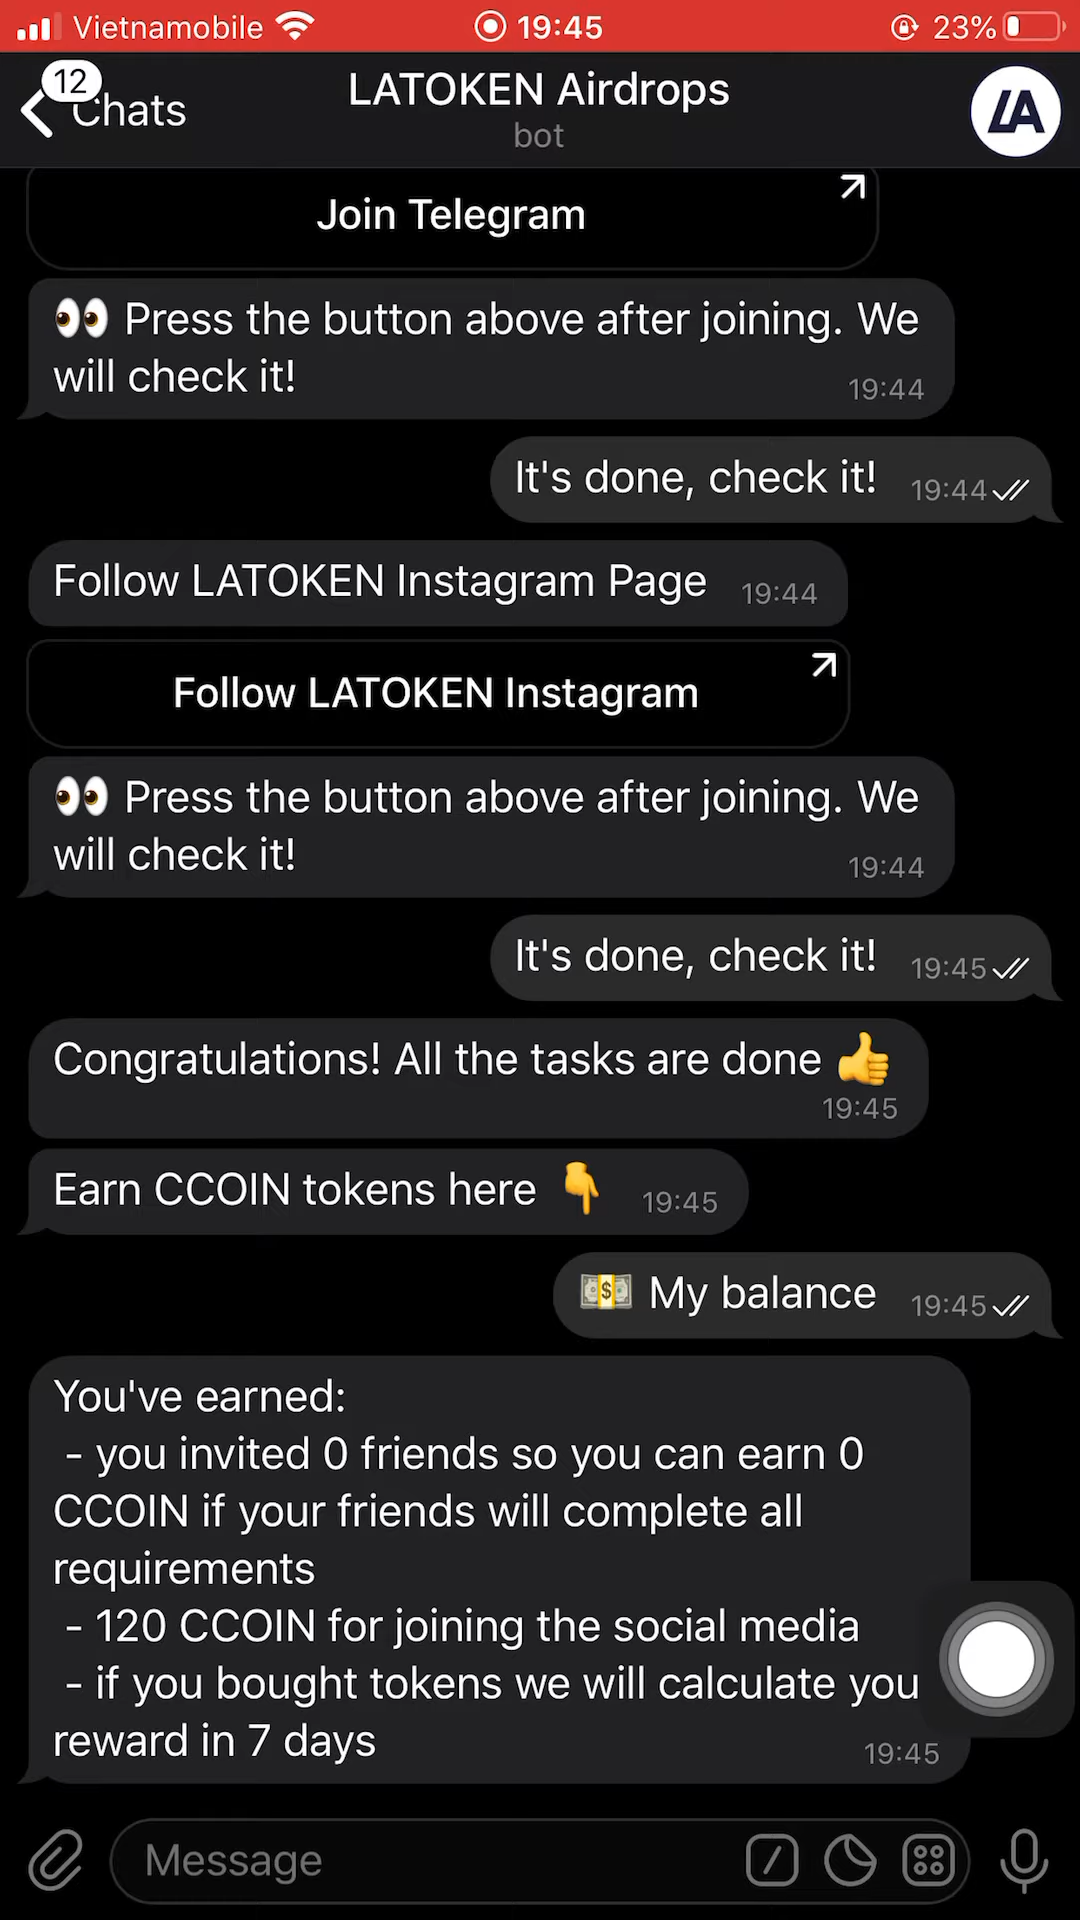 Vietnamobile 19:45 23%
12
Chats
LATOKEN Airdrops
bot
LA
Join Telegram
👀 Press the button above after joining. We
will check it!
19:44
It's done, check it! 19:44
Follow LATOKEN Instagram Page 19:44
Follow LATOKEN Instagram
👀 Press the button above after joining. We
will check it!
19:44
It's done, check it! 19:45
Congratulations! All the tasks are done 👍
19:45
Earn CCOIN tokens here 👇 19:45
💵 My balance 19:45
You've earned:
- you invited 0 friends so you can earn 0
CCOIN if your friends will complete all
requirements
- 120 CCOIN for joining the social media
- if you bought tokens we will calculate you
reward in 7 days
19:45
Message